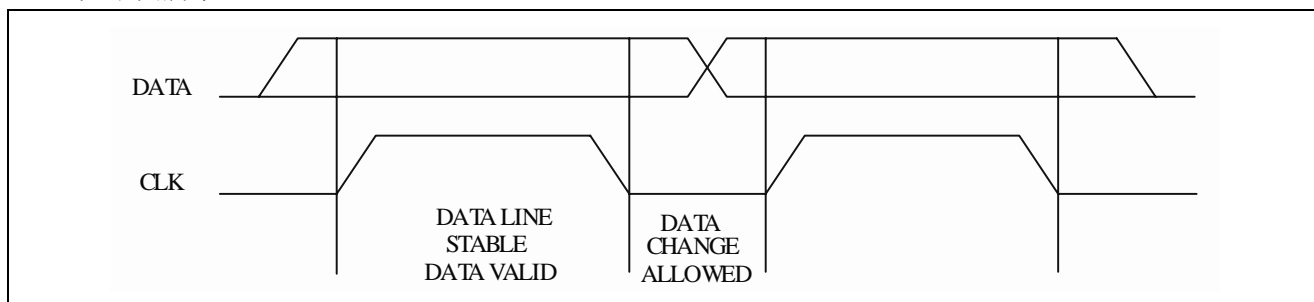 DATA
CLK
DATA LINE
STABLE
DATA VALID
DATA
CHANGE
ALLOWED